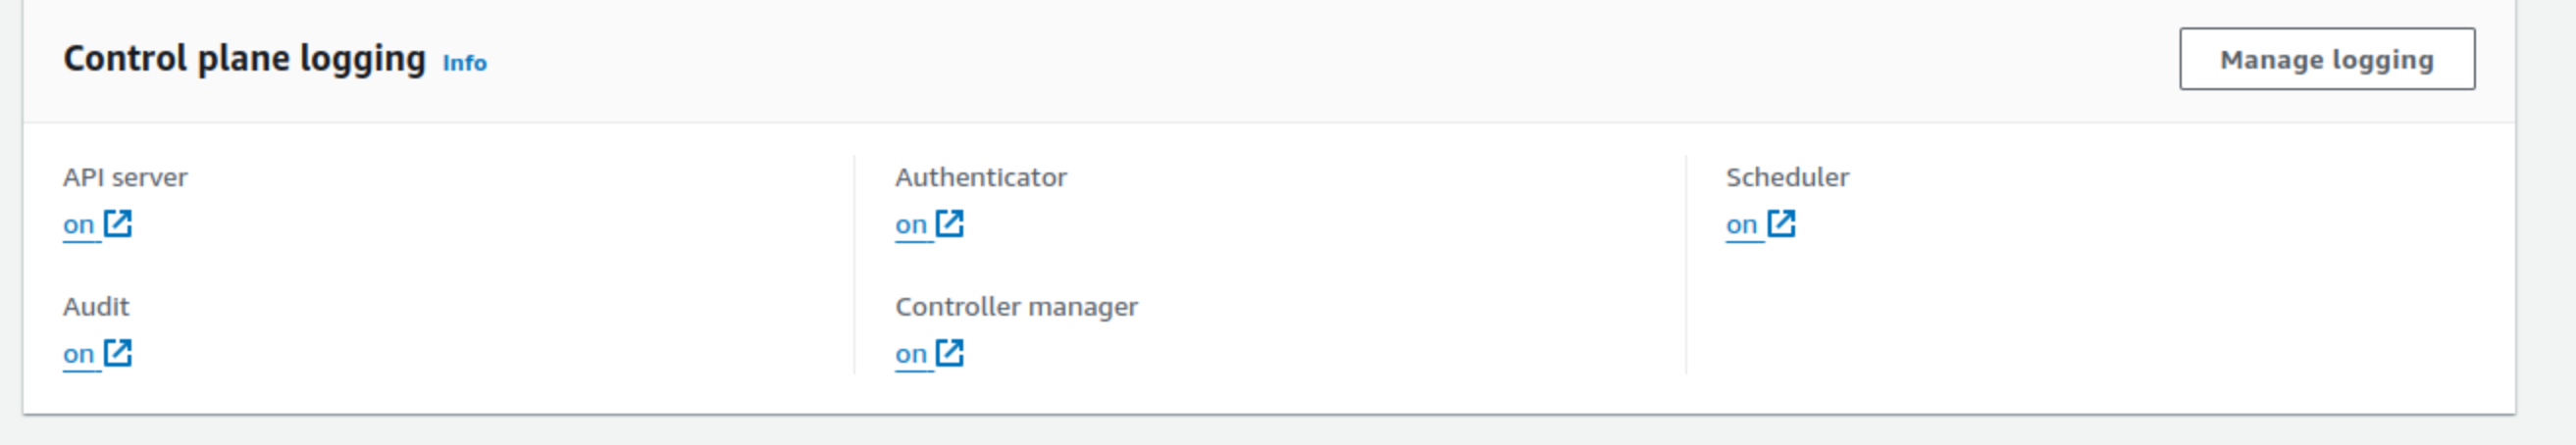 Control plane logging Info
Manage logging
API server
on
Authenticator
on
Scheduler
on
Audit
on
Controller manager
on